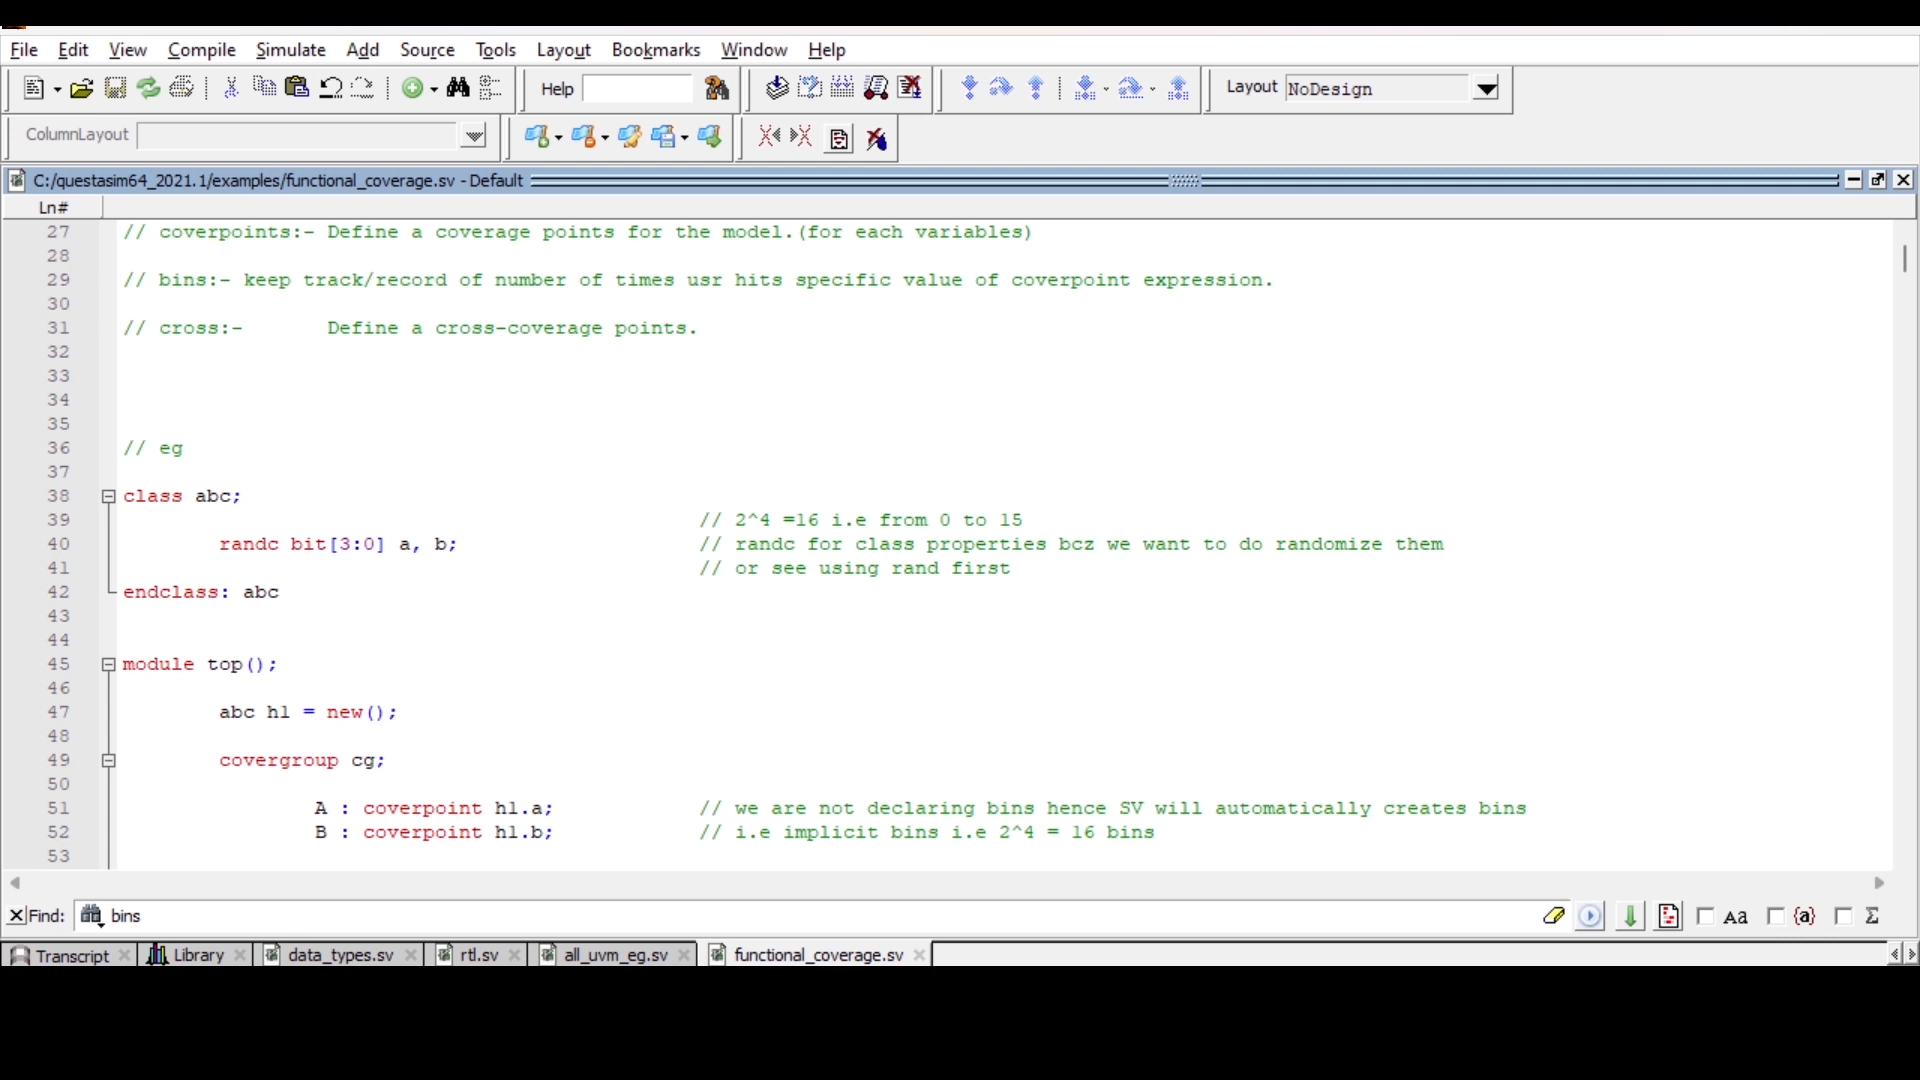 File Edit View Compile Simulate Add Source Tools Layout Bookmarks Window Help
Help Layout NoDesign
ColumnLayout
C:/questasim64_2021.1/examples/functional_coverage.sv - Default
Ln#
27 // coverpoints:- Define a coverage points for the model.(for each variables)
28
29 // bins:- keep track/record of number of times usr hits specific value of coverpoint expression.
30
31 // cross:- Define a cross-coverage points.
32
33
34
35
36 // eg
37
38 class abc;
39 // 2^4 =16 i.e from 0 to 15
40 randc bit[3:0] a, b; // randc for class properties bcz we want to do randomize them
41 // or see using rand first
42 endclass: abc
43
44
45 module top();
46
47 abc h1 = new();
48
49 covergroup cg;
50
51 A : coverpoint h1.a; // we are not declaring bins hence SV will automatically creates bins
52 B : coverpoint h1.b; // i.e implicit bins i.e 2^4 = 16 bins
53
Find: bins Aa {a} Σ
Transcript Library data_types.sv rtl.sv all_uvm_eg.sv functional_coverage.sv